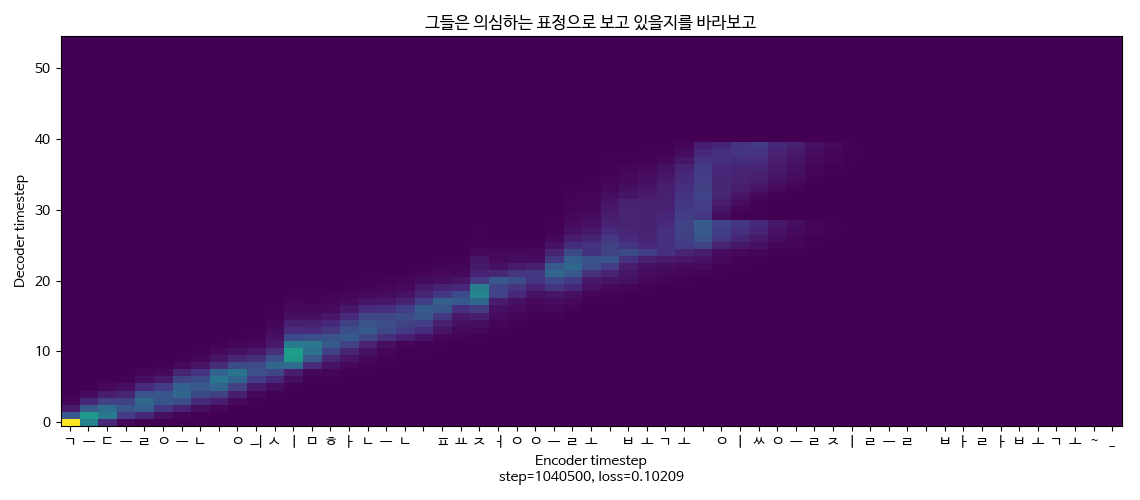 그들은 의심하는 표정으로 보고 있을지를 바라보고
50
40
30
20
10
0
Decoder timestep
ㄱ ㅡ ㄷ ㅡ ㄹ ㅇ ㅡ ㄴ ㅇ ㅢ ㅅ ㅣ ㅁ ㅎ ㅏ ㄴ ㅡ ㄴ ㅍ ㅛ ㅈ ㅓ ㅇ ㅇ ㅡ ㄹ ㅗ ㅂ ㅗ ㄱ ㅗ ㅇ ㅣ ㅆ ㅇ ㅡ ㄹ ㅈ ㅣ ㄹ ㅡ ㄹ ㅂ ㅏ ㄹ ㅏ ㅂ ㅗ ㄱ ㅗ ~ _
Encoder timestep
step=1040500, loss=0.10209